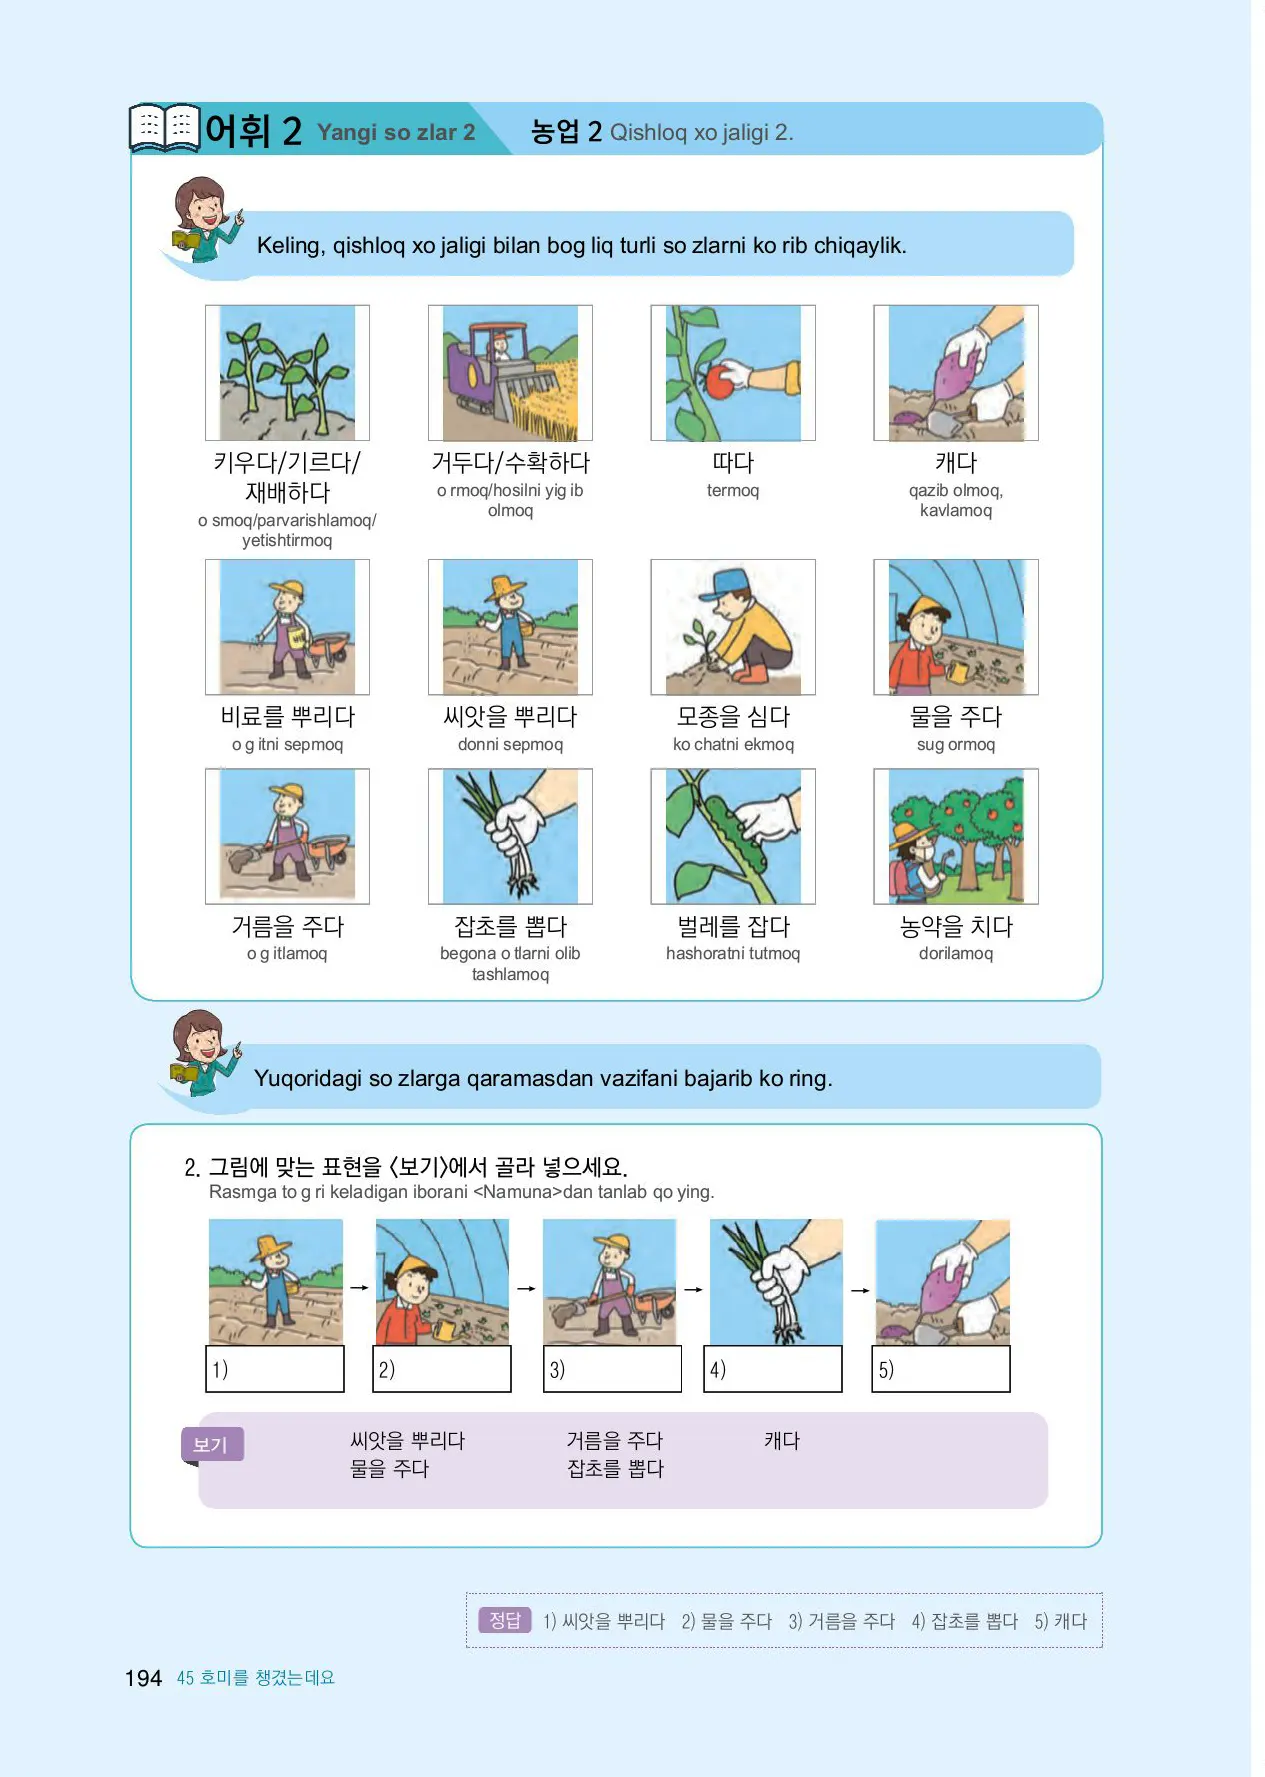 어휘 2 Yangi so zlar 2 농업 2 Qishloq xo jaligi 2.
Keling, qishloq xo jaligi bilan bog liq turli so zlarni ko rib chiqaylik.
키우다/기르다/
재배하다
o smoq/parvarishlamoq/
yetishtirmoq
거두다/수확하다
o rmoq/hosilni yig ib
olmoq
따다
termoq
캐다
qazib olmoq,
kavlamoq
비료를 뿌리다
o g itni sepmoq
씨앗을 뿌리다
donni sepmoq
모종을 심다
ko chatni ekmoq
물을 주다
sug ormoq
거름을 주다
o g itlamoq
잡초를 뽑다
begona o tlarni olib
tashlamoq
벌레를 잡다
hashoratni tutmoq
농약을 치다
dorilamoq
Yuqoridagi so zlarga qaramasdan vazifani bajarib ko ring.
2. 그림에 맞는 표현을 <보기>에서 골라 넣으세요.
Rasmga to g ri keladigan iborani <Namuna>dan tanlab qo ying.
→ → → →
1) 2) 3) 4) 5)
보기
씨앗을 뿌리다 거름을 주다 캐다
물을 주다 잡초를 뽑다
정답 1) 씨앗을 뿌리다 2) 물을 주다 3) 거름을 주다 4) 잡초를 뽑다 5) 캐다
194 45 호미를 챙겼는데요